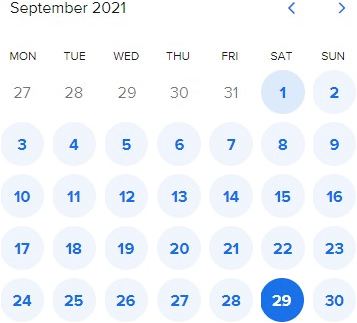 September 2021
MON TUE WED THU FRI SAT SUN
27 28 29 30 31 1 2
3 4 5 6 7 8 9
10 11 12 13 14 15 16
17 18 19 20 21 22 23
24 25 26 27 28 29 30